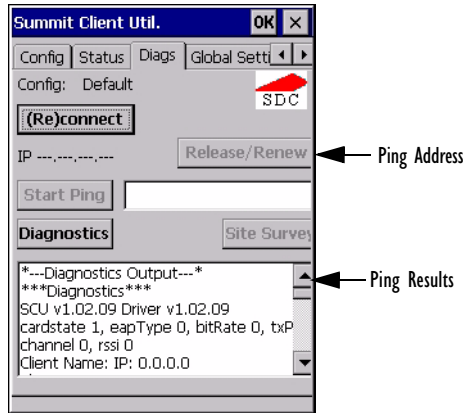 Summit Client Util. OK ×
Config Status Diags Global Setti
Config: Default
SDC
(Re)connect
IP ---.---.---.--- Release/Renew
Ping Address
Start Ping
Diagnostics Site Survey
*---Diagnostics Output---*
***Diagnostics***
Ping Results
SCU v1.02.09 Driver v1.02.09
cardstate 1, eapType 0, bitRate 0, txP
channel 0, rssi 0
Client Name: IP: 0.0.0.0